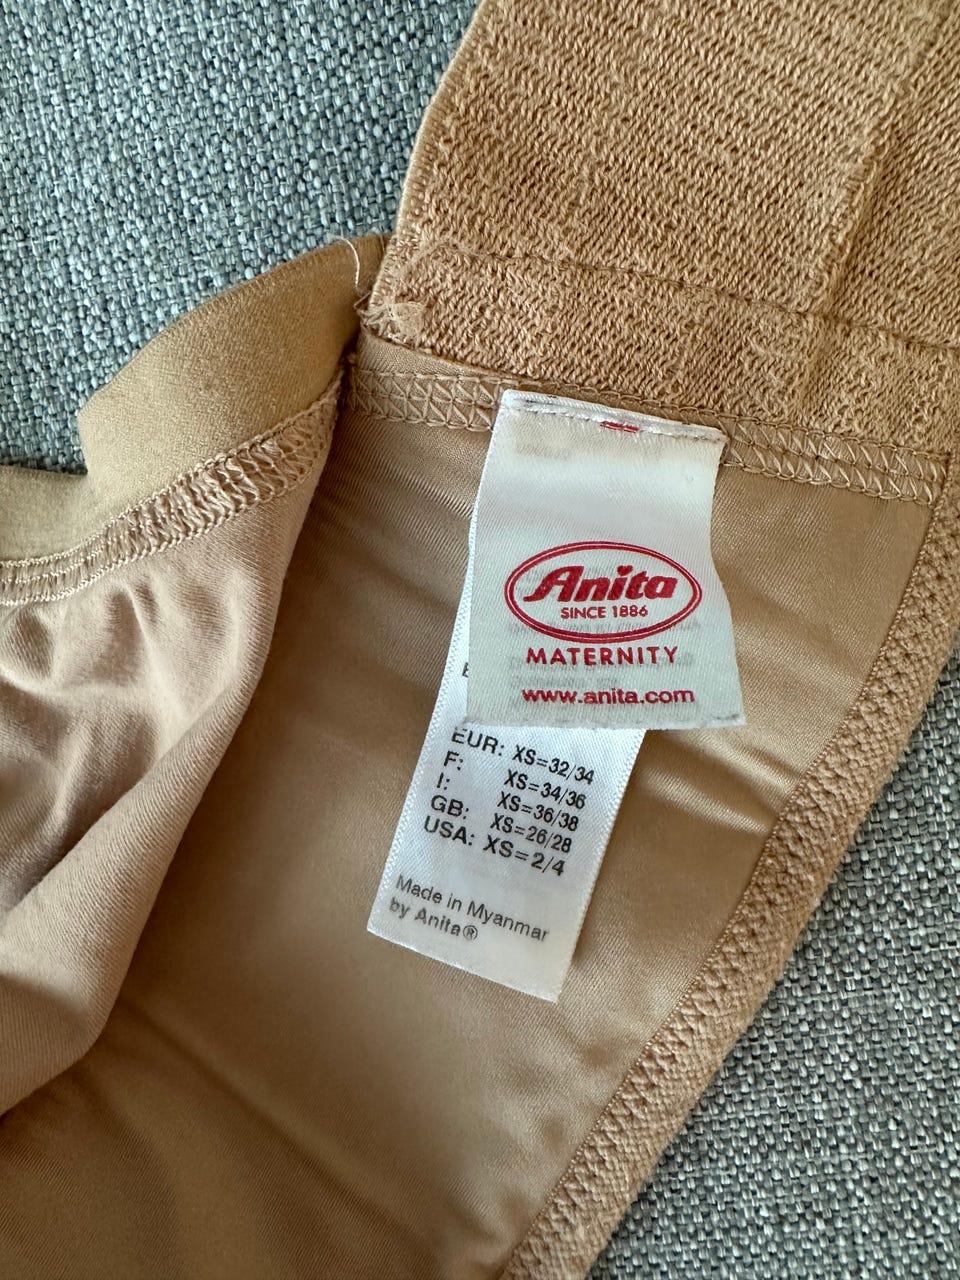 Anita
SINCE 1886
MATERNITY
www.anita.com
EUR: XS=32/34
F: XS=34/36
I: XS=36/38
GB: XS=26/28
USA: XS=2/4
Made in Myanmar
by Anita®